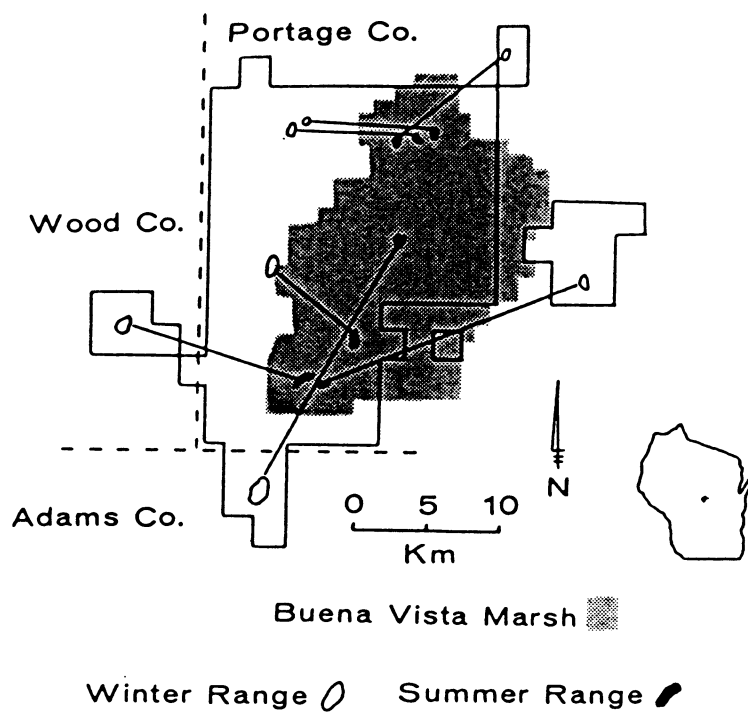 Portage Co.
Wood Co.
Adams Co.
0 5 10
Km
N
Buena Vista Marsh
Winter Range
Summer Range